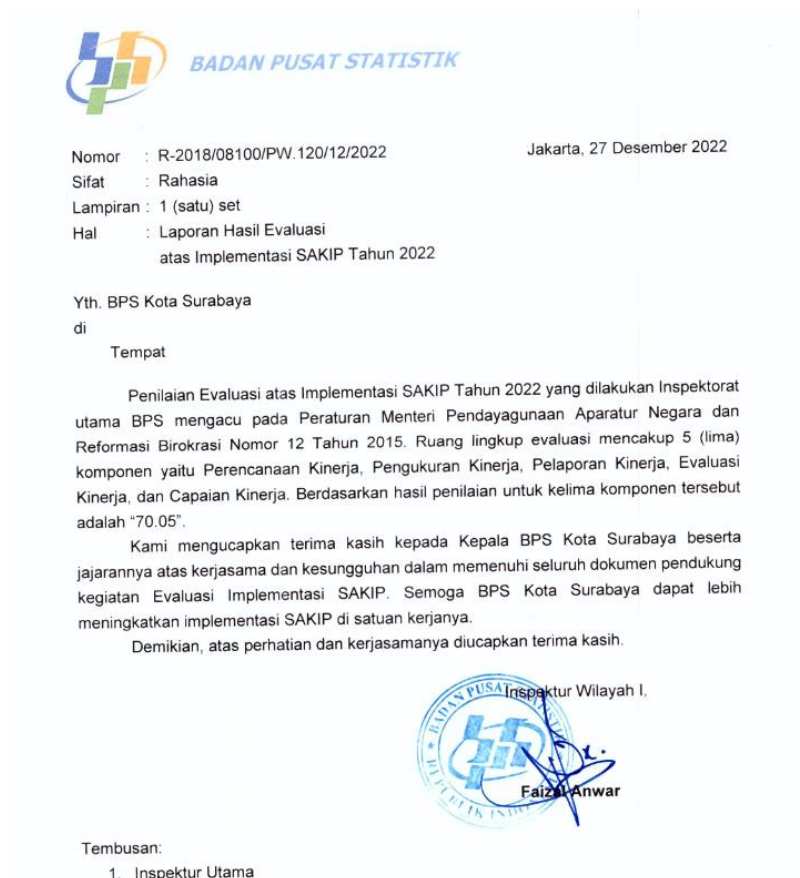 BADAN PUSAT STATISTIK
Nomor : R-2018/08100/PW.120/12/2022 Jakarta, 27 Desember 2022
Sifat : Rahasia
Lampiran : 1 (satu) set
Hal : Laporan Hasil Evaluasi
atas Implementasi SAKIP Tahun 2022
Yth. BPS Kota Surabaya
di
Tempat
Penilaian Evaluasi atas Implementasi SAKIP Tahun 2022 yang dilakukan Inspektorat
utama BPS mengacu pada Peraturan Menteri Pendayagunaan Aparatur Negara dan
Reformasi Birokrasi Nomor 12 Tahun 2015. Ruang lingkup evaluasi mencakup 5 (lima)
komponen yaitu Perencanaan Kinerja, Pengukuran Kinerja, Pelaporan Kinerja, Evaluasi
Kinerja, dan Capaian Kinerja. Berdasarkan hasil penilaian untuk kelima komponen tersebut
adalah “70.05”.
Kami mengucapkan terima kasih kepada Kepala BPS Kota Surabaya beserta
jajarannya atas kerjasama dan kesungguhan dalam memenuhi seluruh dokumen pendukung
kegiatan Evaluasi Implementasi SAKIP. Semoga BPS Kota Surabaya dapat lebih
meningkatkan implementasi SAKIP di satuan kerjanya.
Demikian, atas perhatian dan kerjasamanya diucapkan terima kasih.
Inspektur Wilayah I,
BADAN PUSAT STATISTIK
REPUBLIK INDONESIA
Faizal Anwar
Tembusan:
1. Inspektur Utama